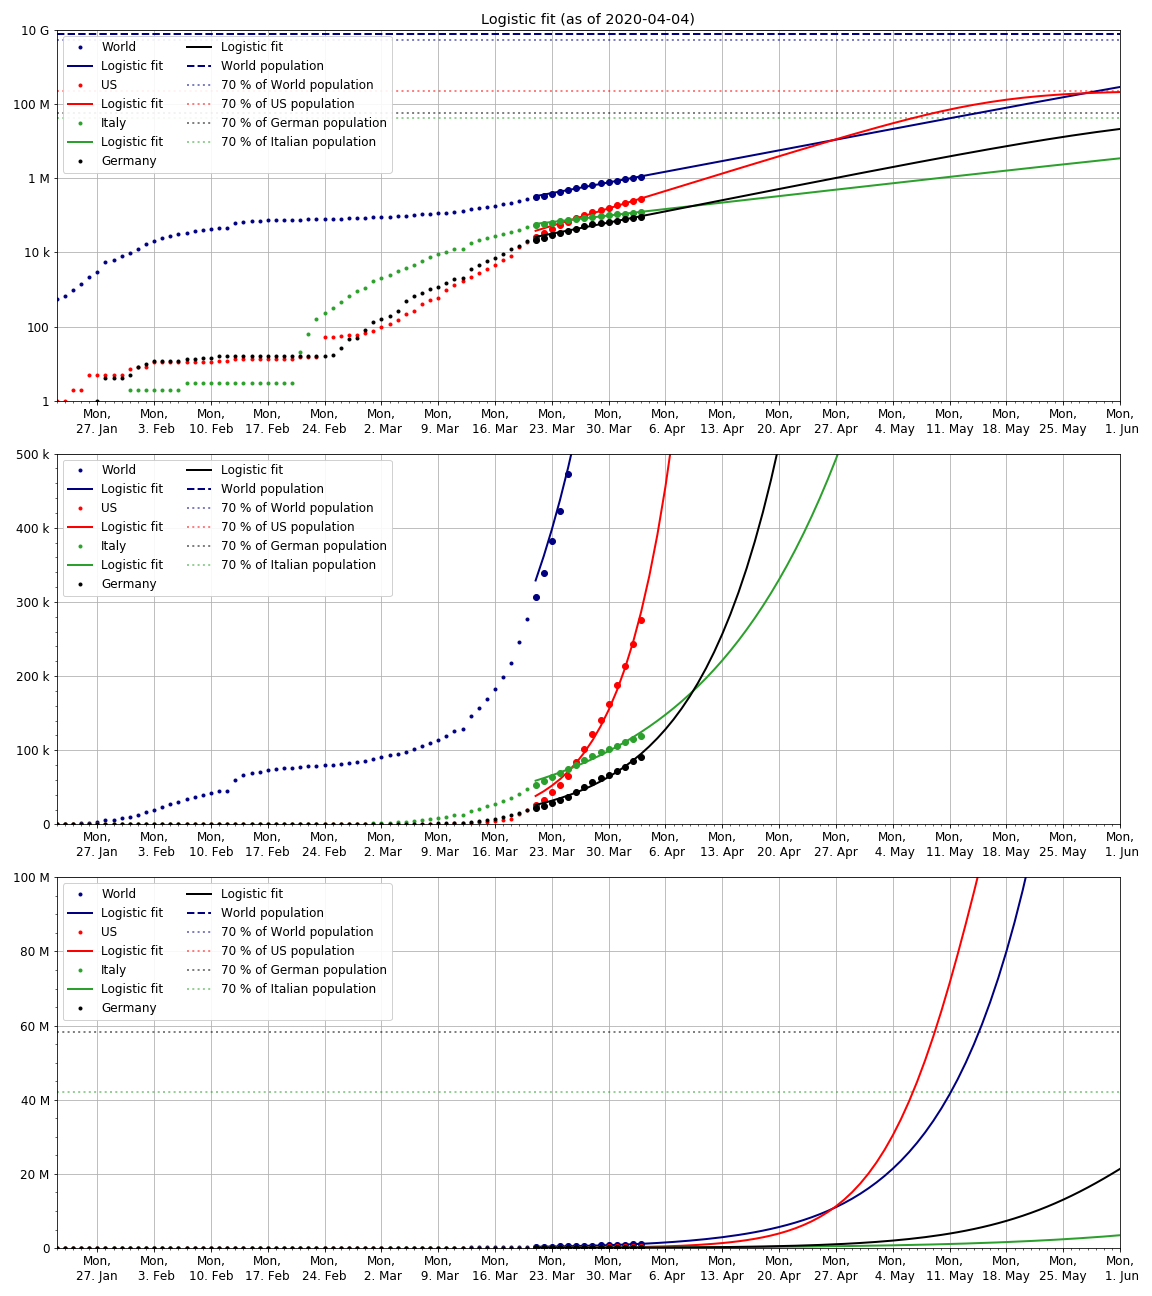 Logistic fit (as of 2020-04-04)
10 G
100 M
1 M
10 k
100
1
World
Logistic fit
US
Logistic fit
Italy
Logistic fit
Germany
Logistic fit
World population
70 % of World population
70 % of US population
70 % of German population
70 % of Italian population
Mon, Mon, Mon, Mon, Mon, Mon, Mon, Mon, Mon, Mon, Mon, Mon, Mon, Mon, Mon, Mon, Mon, Mon, Mon,
27. Jan 3. Feb 10. Feb 17. Feb 24. Feb 2. Mar 9. Mar 16. Mar 23. Mar 30. Mar 6. Apr 13. Apr 20. Apr 27. Apr 4. May 11. May 18. May 25. May 1. Jun
500 k
400 k
300 k
200 k
100 k
0
World
Logistic fit
US
Logistic fit
Italy
Logistic fit
Germany
Logistic fit
World population
70 % of World population
70 % of US population
70 % of German population
70 % of Italian population
Mon, Mon, Mon, Mon, Mon, Mon, Mon, Mon, Mon, Mon, Mon, Mon, Mon, Mon, Mon, Mon, Mon, Mon, Mon,
27. Jan 3. Feb 10. Feb 17. Feb 24. Feb 2. Mar 9. Mar 16. Mar 23. Mar 30. Mar 6. Apr 13. Apr 20. Apr 27. Apr 4. May 11. May 18. May 25. May 1. Jun
100 M
80 M
60 M
40 M
20 M
0
World
Logistic fit
US
Logistic fit
Italy
Logistic fit
Germany
Logistic fit
World population
70 % of World population
70 % of US population
70 % of German population
70 % of Italian population
Mon, Mon, Mon, Mon, Mon, Mon, Mon, Mon, Mon, Mon, Mon, Mon, Mon, Mon, Mon, Mon, Mon, Mon, Mon,
27. Jan 3. Feb 10. Feb 17. Feb 24. Feb 2. Mar 9. Mar 16. Mar 23. Mar 30. Mar 6. Apr 13. Apr 20. Apr 27. Apr 4. May 11. May 18. May 25. May 1. Jun